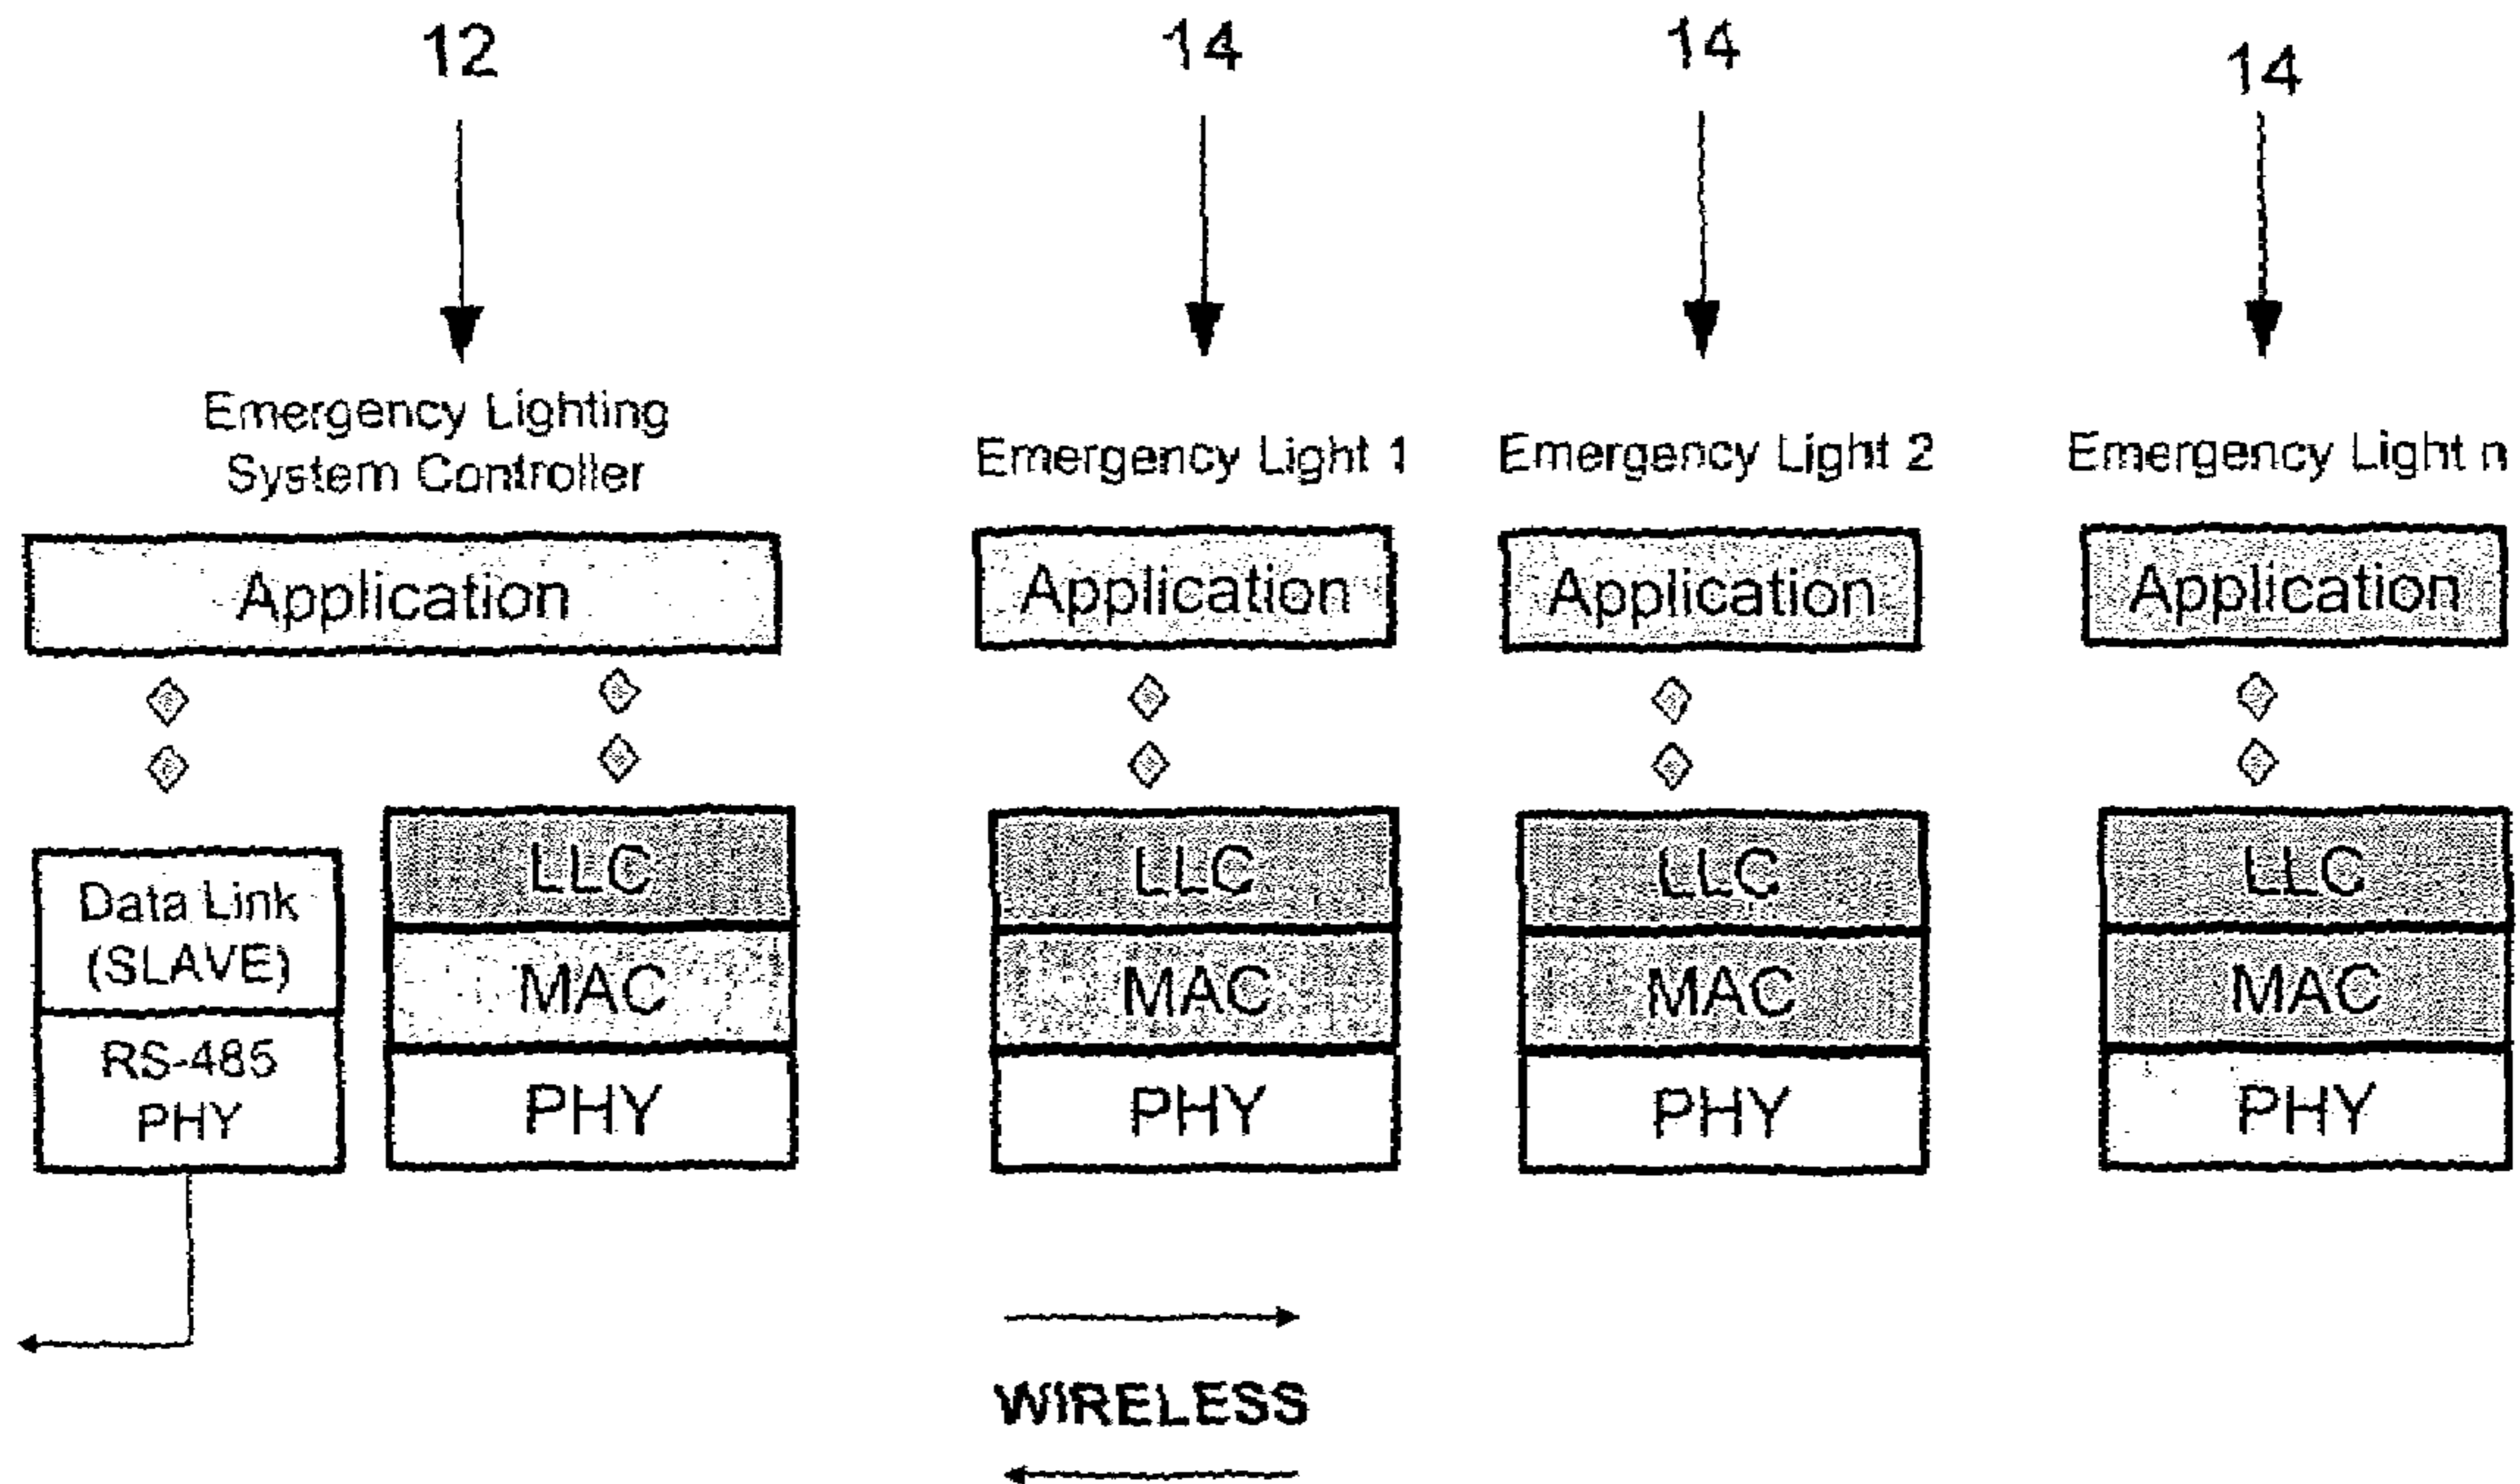 12
14
14
14
Emergency Lighting
System Controller
Emergency Light 1
Emergency Light 2
Emergency Light n
Application
Application
Application
Application
Data Link
(SLAVE)
RS-485
PHY
LLC
MAC
PHY
LLC
MAC
PHY
LLC
MAC
PHY
LLC
MAC
PHY
WIRELESS